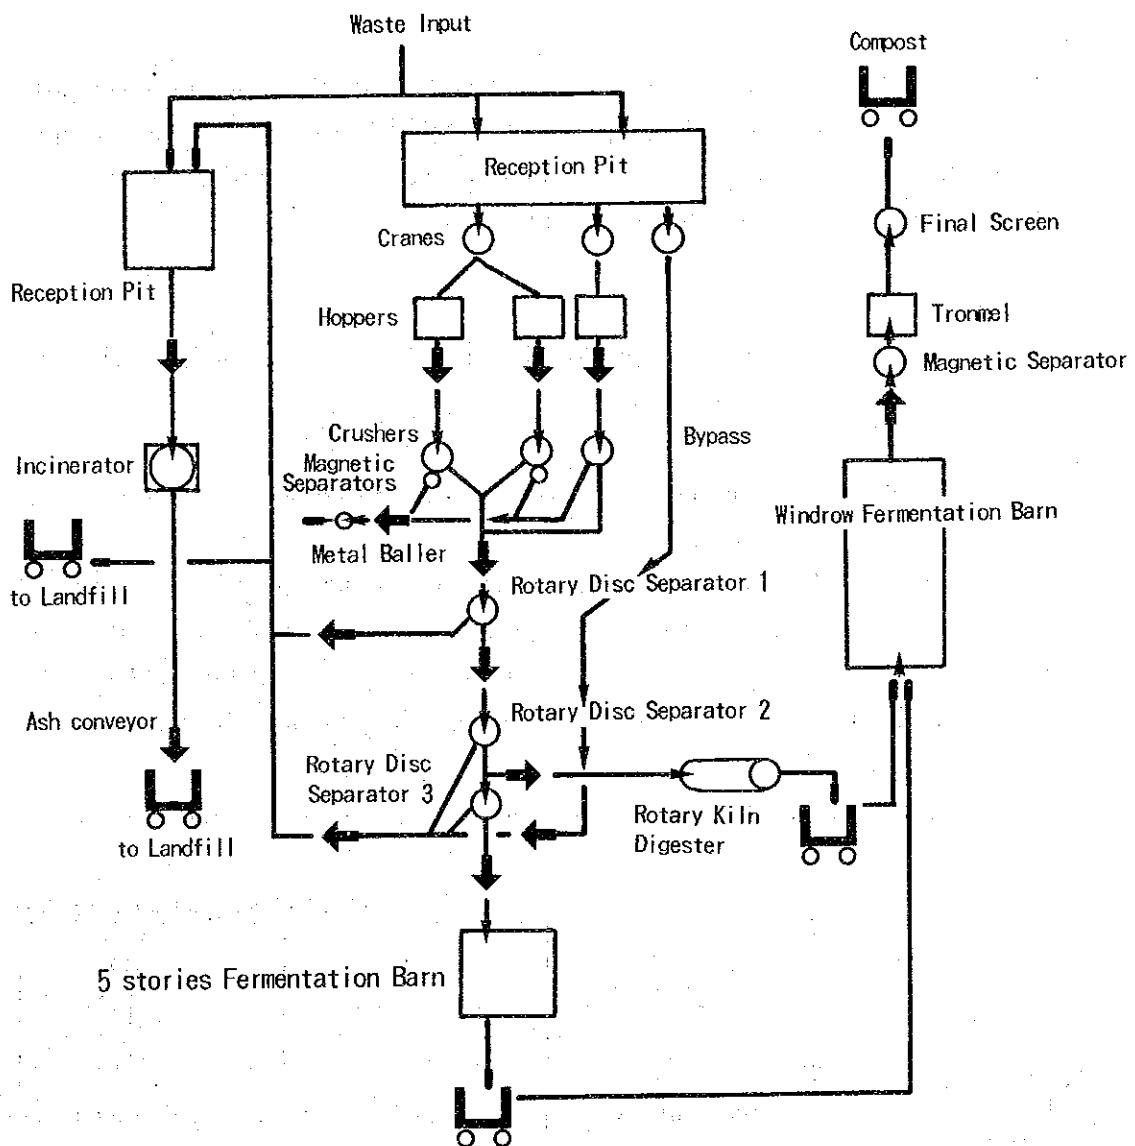 Waste Input
Compost
Reception Pit
Cranes
Final Screen
Reception Pit
Hoppers
Tronmel
Magnetic Separator
Crushers
Bypass
Incinerator
Magnetic
Separators
Windrow Fermentation Barn
Metal Baller
to Landfill
Rotary Disc Separator 1
Ash conveyor
Rotary Disc Separator 2
Rotary Disc
Separator 3
Rotary Kiln
Digester
to Landfill
5 stories Fermentation Barn